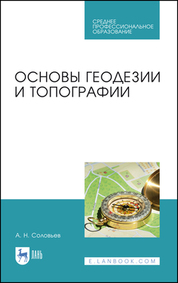 СРЕДНЕЕ
ПРОФЕССИОНАЛЬНОЕ
ОБРАЗОВАНИЕ
ОСНОВЫ ГЕОДЕЗИИ
И ТОПОГРАФИИ
А. Н. Соловьев
ЛАНЬ
E.LANBOOK.COM